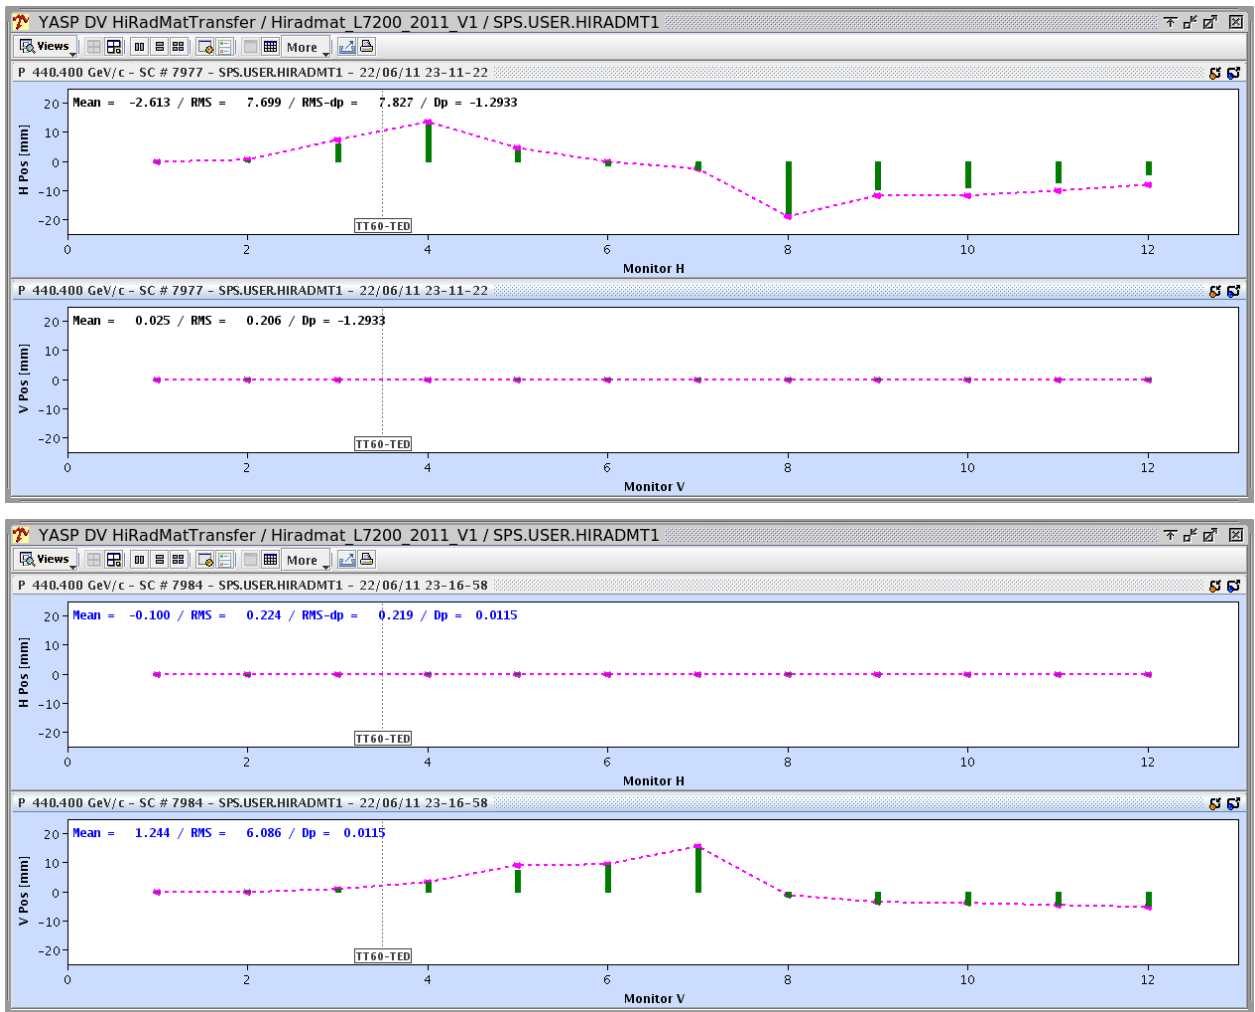 YASP DV HiRadMatTransfer / Hiradmat_L7200_2011_V1 / SPS.USER.HIRADMT1
Views More
P 440.400 GeV/c - SC # 7977 - SPS.USER.HIRADMT1 - 22/06/11 23-11-22
Mean = -2.613 / RMS = 7.699 / RMS-dp = 7.827 / Dp = -1.2933
H Pos [mm]
20
10
0
-10
-20
TT60-TED
0 2 4 6 8 10 12
Monitor H
P 440.400 GeV/c - SC # 7977 - SPS.USER.HIRADMT1 - 22/06/11 23-11-22
Mean = 0.025 / RMS = 0.206 / Dp = -1.2933
V Pos [mm]
20
10
0
-10
-20
TT60-TED
0 2 4 6 8 10 12
Monitor V
YASP DV HiRadMatTransfer / Hiradmat_L7200_2011_V1 / SPS.USER.HIRADMT1
Views More
P 440.400 GeV/c - SC # 7984 - SPS.USER.HIRADMT1 - 22/06/11 23-16-58
Mean = -0.100 / RMS = 0.224 / RMS-dp = 0.219 / Dp = 0.0115
H Pos [mm]
20
10
0
-10
-20
TT60-TED
0 2 4 6 8 10 12
Monitor H
P 440.400 GeV/c - SC # 7984 - SPS.USER.HIRADMT1 - 22/06/11 23-16-58
Mean = 1.244 / RMS = 6.086 / Dp = 0.0115
V Pos [mm]
20
10
0
-10
-20
TT60-TED
0 2 4 6 8 10 12
Monitor V